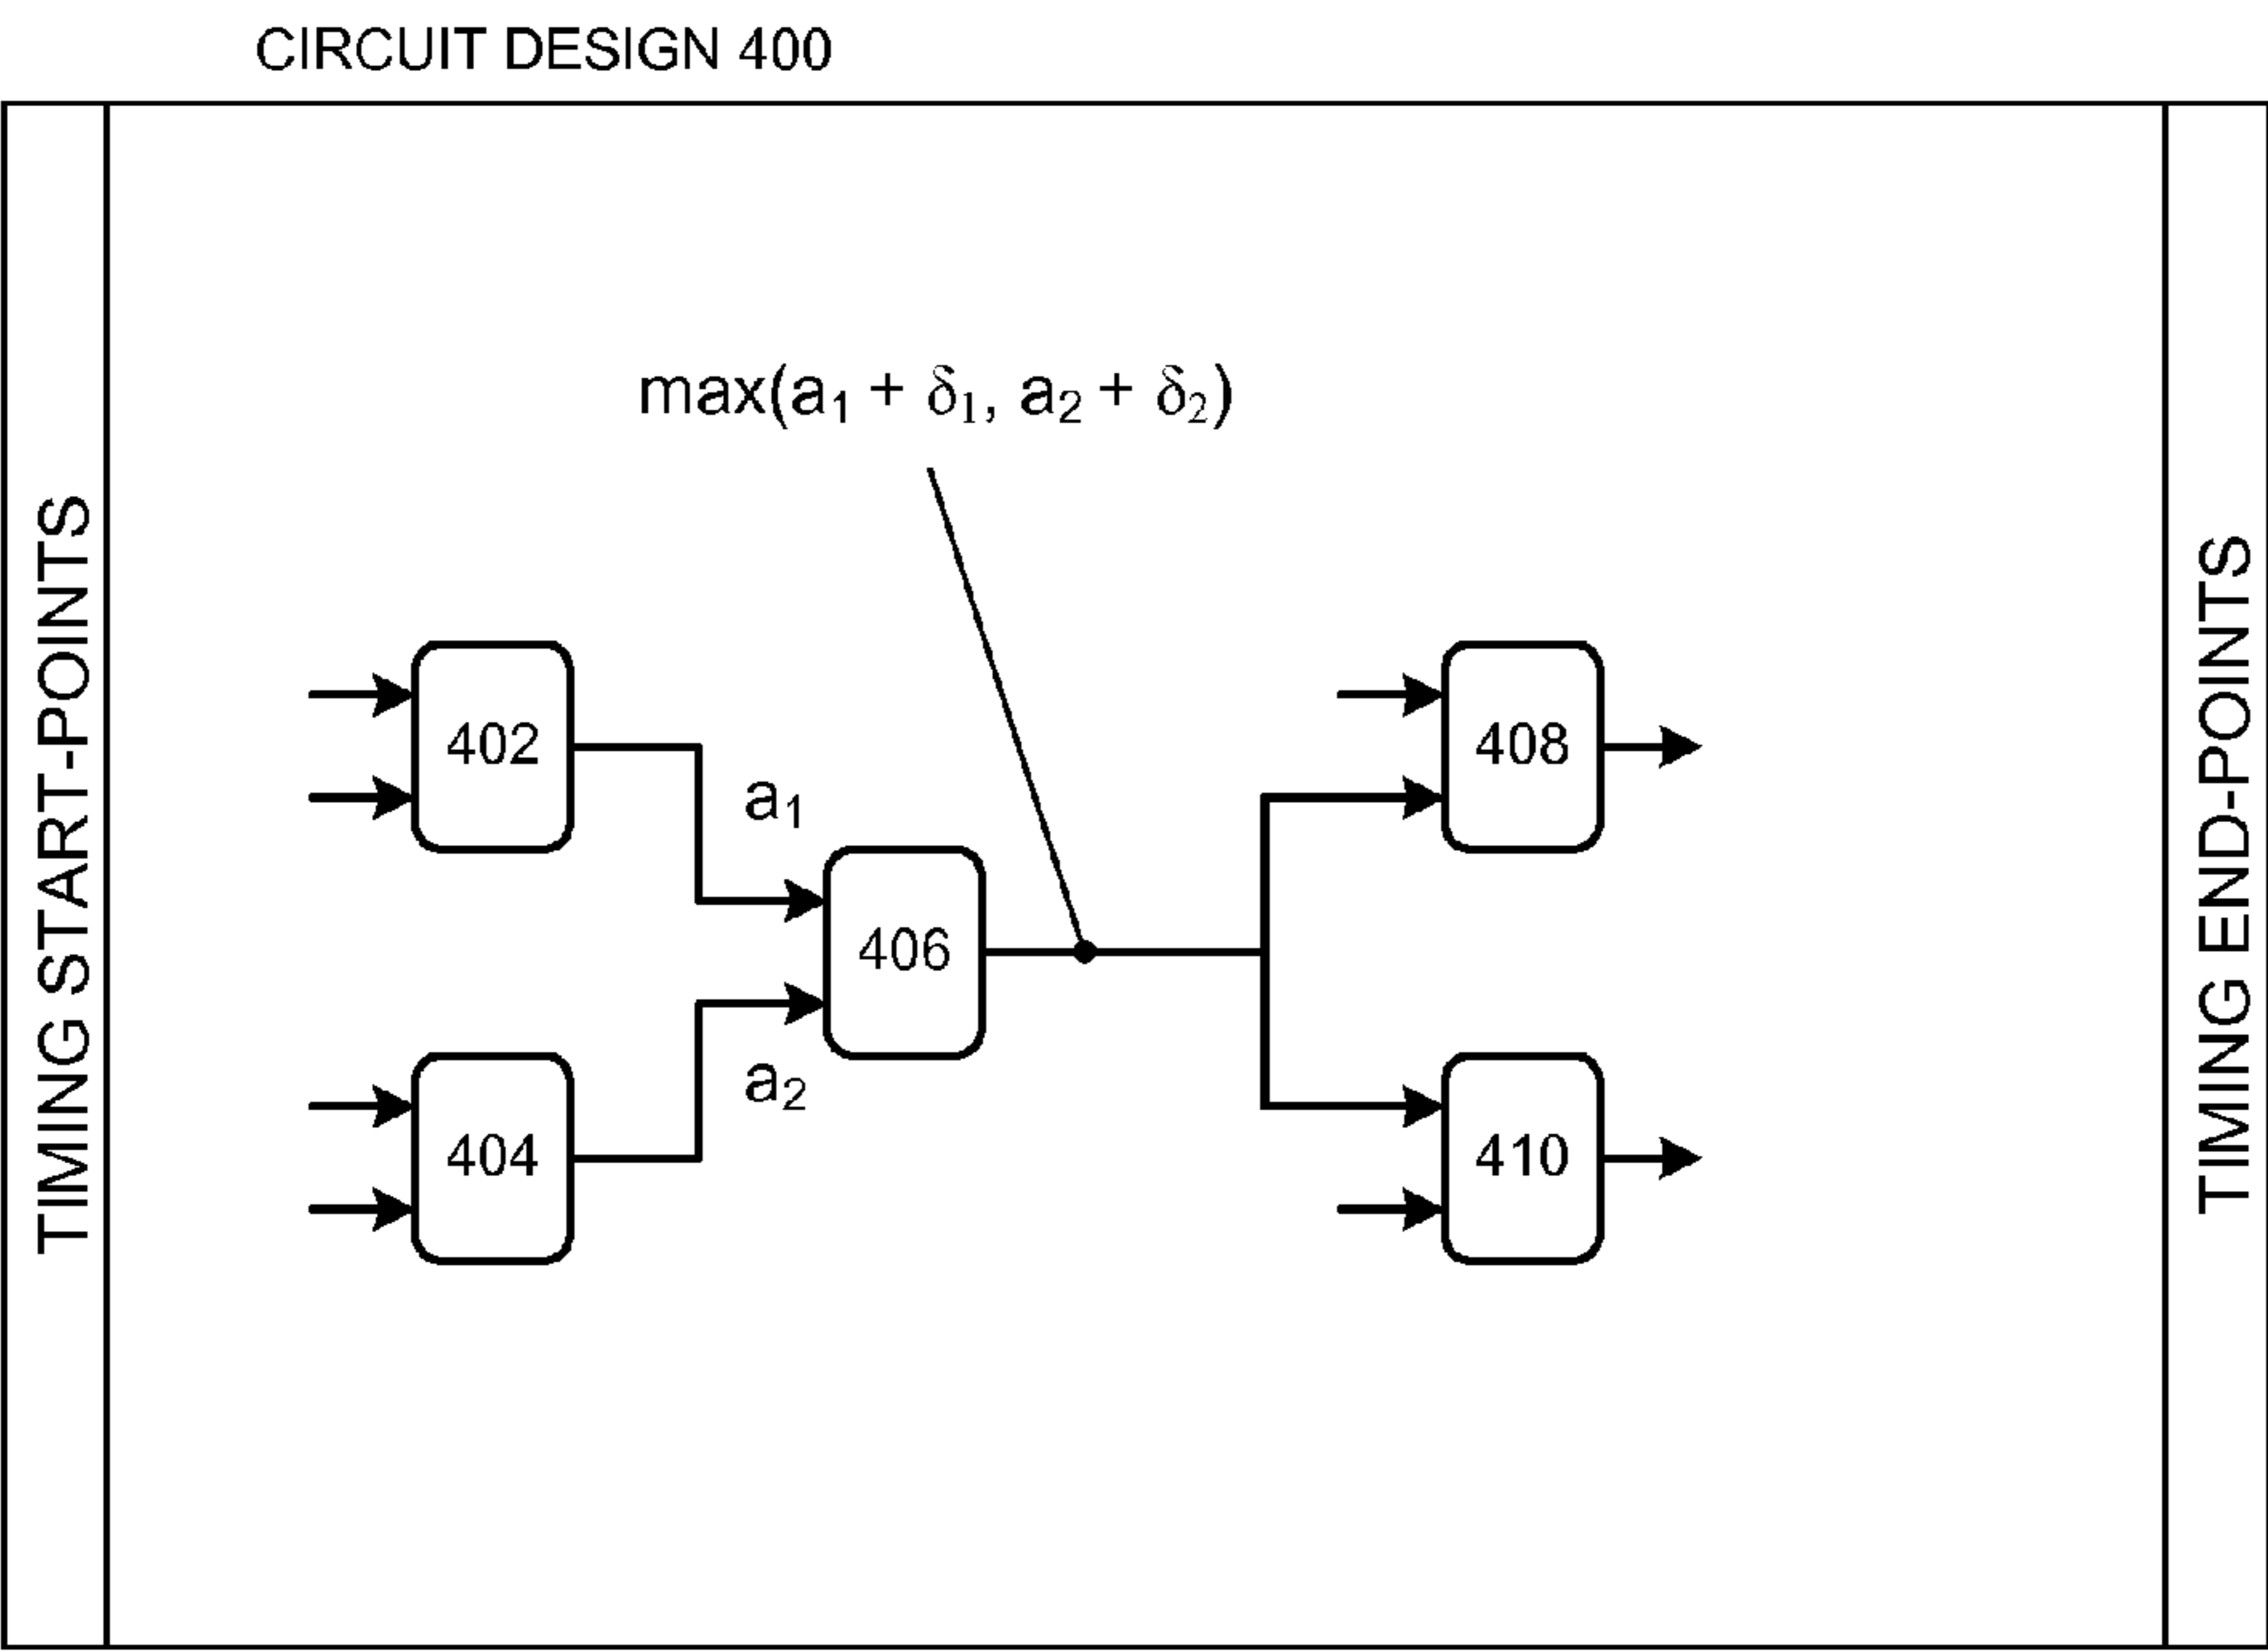 CIRCUIT DESIGN 400
TIMING START-POINTS
max(a₁ + δ₁, a₂ + δ₂)
402
408
a₁
406
a₂
404
410
TIMING END-POINTS